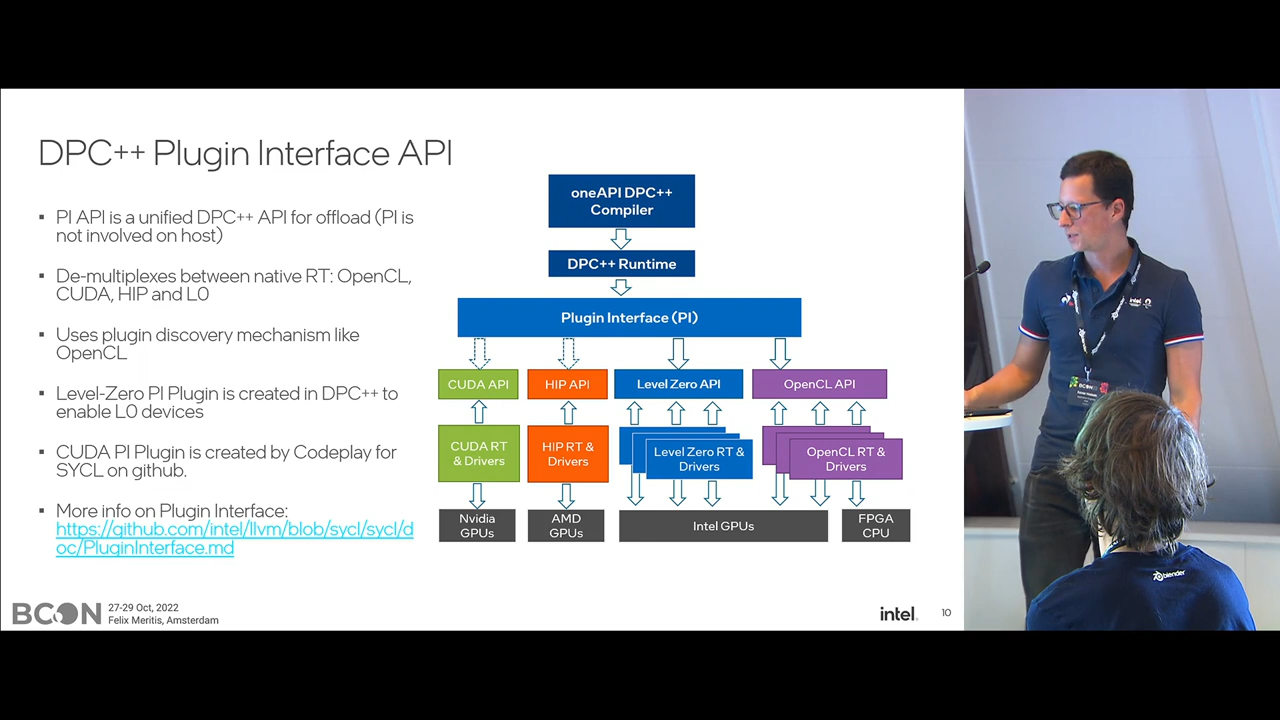 DPC++ Plugin Interface API
▪ PI API is a unified DPC++ API for offload (PI is
not involved on host)
▪ De-multiplexes between native RT: OpenCL,
CUDA, HIP and L0
▪ Uses plugin discovery mechanism like
OpenCL
▪ Level-Zero PI Plugin is created in DPC++ to
enable L0 devices
▪ CUDA PI Plugin is created by Codeplay for
SYCL on github.
▪ More info on Plugin Interface:
https://github.com/intel/llvm/blob/sycl/sycl/d
oc/PluginInterface.md
oneAPI DPC++
Compiler
DPC++ Runtime
Plugin Interface (PI)
CUDA API
HIP API
Level Zero API
OpenCL API
CUDA RT
& Drivers
HIP RT &
Drivers
Level Zero RT &
Drivers
OpenCL RT &
Drivers
Nvidia
GPUs
AMD
GPUs
Intel GPUs
FPGA
CPU
BCON
27-29 Oct, 2022
Felix Meritis, Amsterdam
intel.
10
intel
BCON
blender